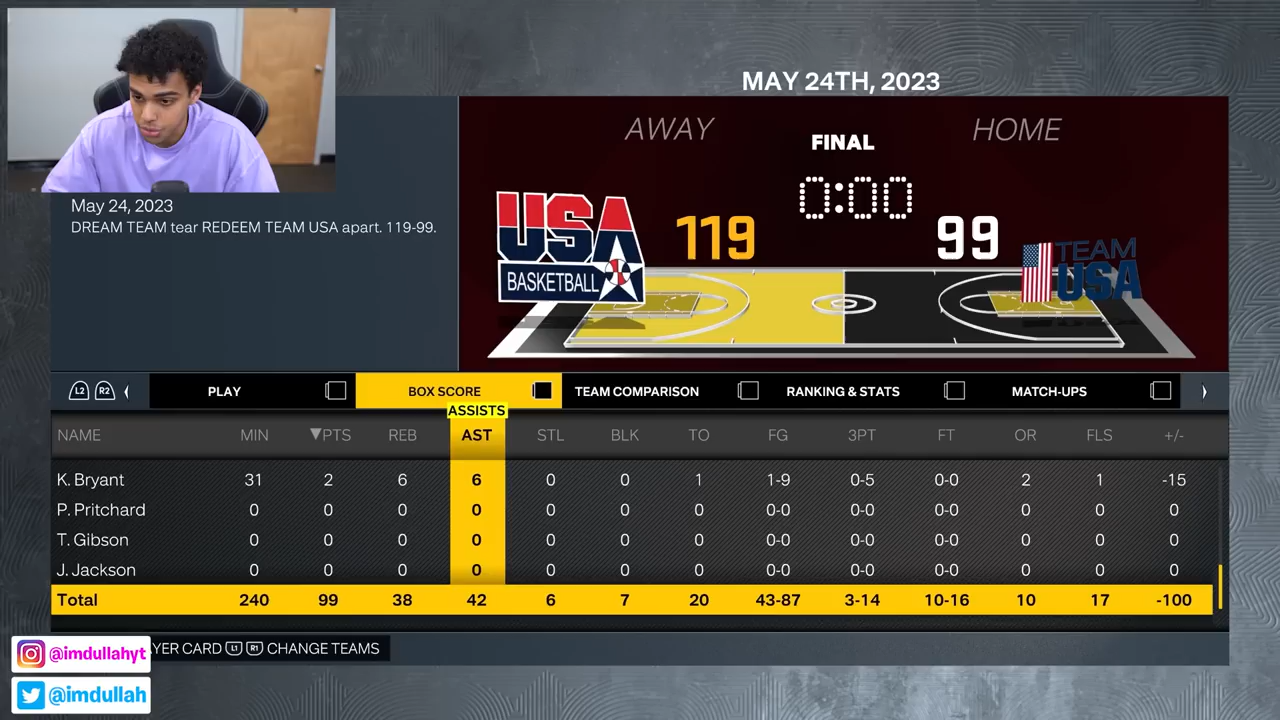 MAY 24TH, 2023
AWAY
FINAL
HOME
0:00
USA
BASKETBALL
119
99
TEAM
USA
May 24, 2023
DREAM TEAM tear REDEEM TEAM USA apart. 119-99.
L2 R2 PLAY BOX SCORE TEAM COMPARISON RANKING & STATS MATCH-UPS
ASSISTS
NAME MIN ▼PTS REB AST STL BLK TO FG 3PT FT OR FLS +/-
K. Bryant 31 2 6 6 0 0 1 1-9 0-5 0-0 2 1 -15
P. Pritchard 0 0 0 0 0 0 0 0-0 0-0 0-0 0 0 0
T. Gibson 0 0 0 0 0 0 0 0-0 0-0 0-0 0 0 0
J. Jackson 0 0 0 0 0 0 0 0-0 0-0 0-0 0 0 0
Total 240 99 38 42 6 7 20 43-87 3-14 10-16 10 17 -100
@imdullahyt
YER CARD L1 R1 CHANGE TEAMS
@imdullah